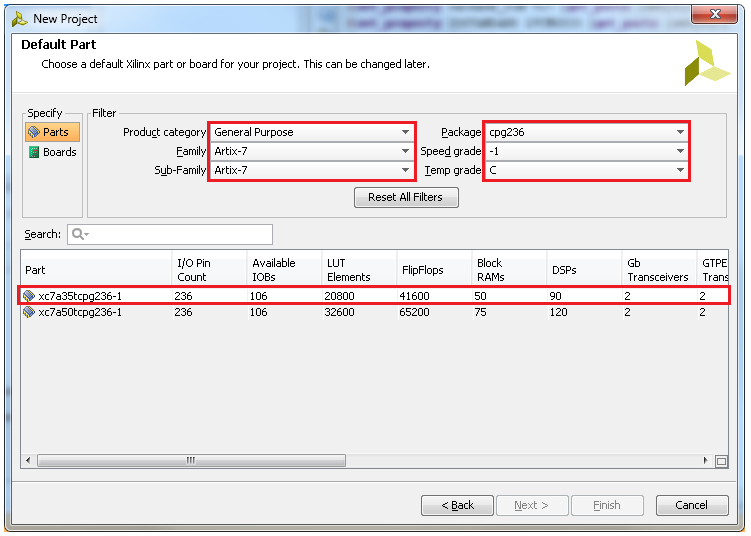 New Project
Default Part
Choose a default Xilinx part or board for your project. This can be changed later.
Specify
Parts
Boards
Filter
Product category General Purpose
Family Artix-7
Sub-Family Artix-7
Package cpg236
Speed grade -1
Temp grade C
Reset All Filters
Search:
Part I/O Pin Count Available IOBs LUT Elements FlipFlops Block RAMs DSPs Gb Transceivers GTPE Trans
xc7a35tcpg236-1 236 106 20800 41600 50 90 2 2
xc7a50tcpg236-1 236 106 32600 65200 75 120 2 2
< Back Next > Finish Cancel